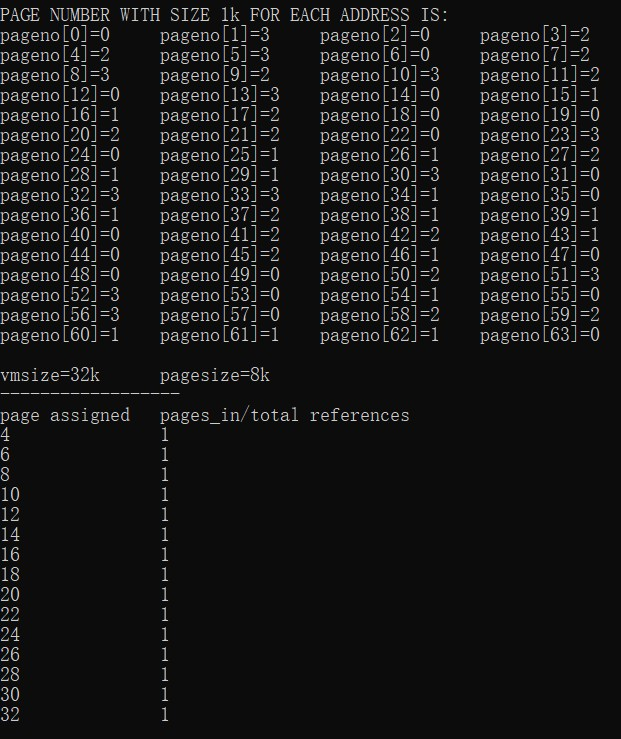 PAGE NUMBER WITH SIZE 1k FOR EACH ADDRESS IS:
pageno[0]=0 pageno[1]=3 pageno[2]=0 pageno[3]=2
pageno[4]=2 pageno[5]=3 pageno[6]=0 pageno[7]=2
pageno[8]=3 pageno[9]=2 pageno[10]=3 pageno[11]=2
pageno[12]=0 pageno[13]=3 pageno[14]=0 pageno[15]=1
pageno[16]=1 pageno[17]=2 pageno[18]=0 pageno[19]=0
pageno[20]=2 pageno[21]=2 pageno[22]=0 pageno[23]=3
pageno[24]=0 pageno[25]=1 pageno[26]=1 pageno[27]=2
pageno[28]=1 pageno[29]=1 pageno[30]=3 pageno[31]=0
pageno[32]=3 pageno[33]=3 pageno[34]=1 pageno[35]=0
pageno[36]=1 pageno[37]=2 pageno[38]=1 pageno[39]=1
pageno[40]=0 pageno[41]=2 pageno[42]=2 pageno[43]=1
pageno[44]=0 pageno[45]=2 pageno[46]=1 pageno[47]=0
pageno[48]=0 pageno[49]=0 pageno[50]=2 pageno[51]=3
pageno[52]=3 pageno[53]=0 pageno[54]=1 pageno[55]=0
pageno[56]=3 pageno[57]=0 pageno[58]=2 pageno[59]=2
pageno[60]=1 pageno[61]=1 pageno[62]=1 pageno[63]=0
vmsize=32k pagesize=8k
------------------
page assigned pages_in/total references
4 1
6 1
8 1
10 1
12 1
14 1
16 1
18 1
20 1
22 1
24 1
26 1
28 1
30 1
32 1